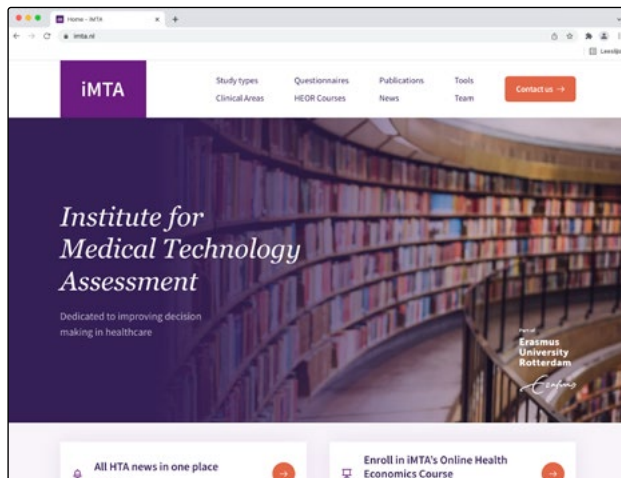 Home - iMTA
imta.nl
iMTA
Study types
Questionnaires
Publications
Tools
Clinical Areas
HEOR Courses
News
Team
Contact us →
Institute for
Medical Technology
Assessment
Dedicated to improving decision
making in healthcare
Part of
Erasmus
University
Rotterdam
Erasmus
All HTA news in one place
Enroll in iMTA's Online Health
Economics Course